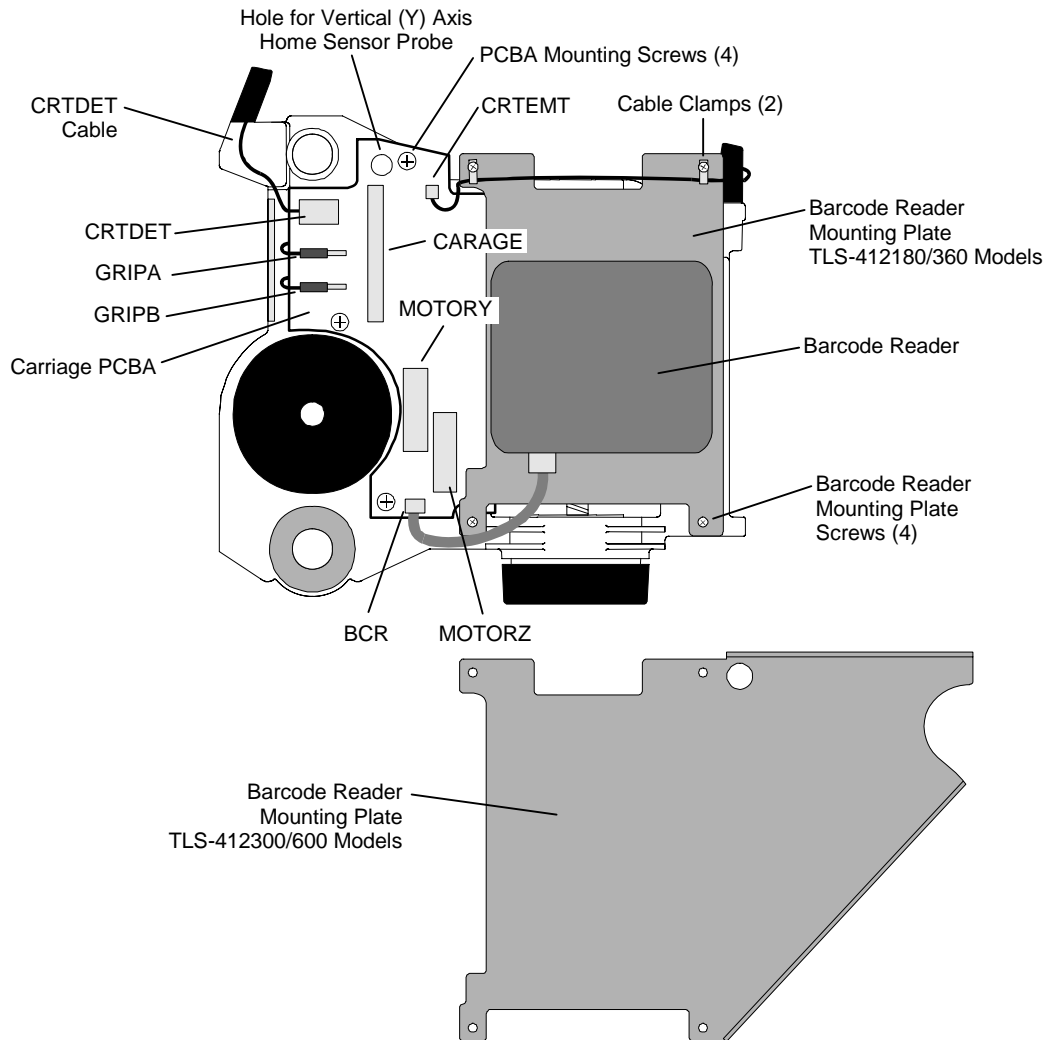 Hole for Vertical (Y) Axis
Home Sensor Probe
PCBA Mounting Screws (4)
CRTDET
Cable
CRTEMT
Cable Clamps (2)
Barcode Reader
Mounting Plate
TLS-412180/360 Models
CRTDET
CARAGE
GRIPA
GRIPB
MOTORY
Carriage PCBA
Barcode Reader
Barcode Reader
Mounting Plate
Screws (4)
BCR
MOTORZ
Barcode Reader
Mounting Plate
TLS-412300/600 Models